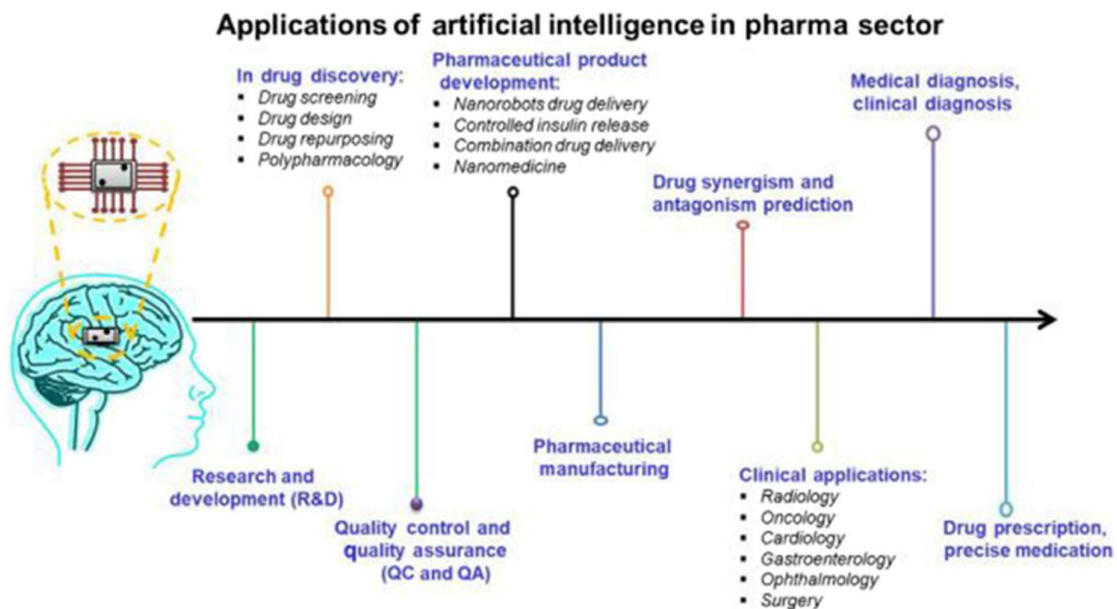 Applications of artificial intelligence in pharma sector
In drug discovery:
▪ Drug screening
▪ Drug design
▪ Drug repurposing
▪ Polypharmacology
Pharmaceutical product
development:
▪ Nanorobots drug delivery
▪ Controlled insulin release
▪ Combination drug delivery
▪ Nanomedicine
Drug synergism and
antagonism prediction
Medical diagnosis,
clinical diagnosis
Research and
development (R&D)
Quality control and
quality assurance
(QC and QA)
Pharmaceutical
manufacturing
Clinical applications:
▪ Radiology
▪ Oncology
▪ Cardiology
▪ Gastroenterology
▪ Ophthalmology
▪ Surgery
Drug prescription,
precise medication